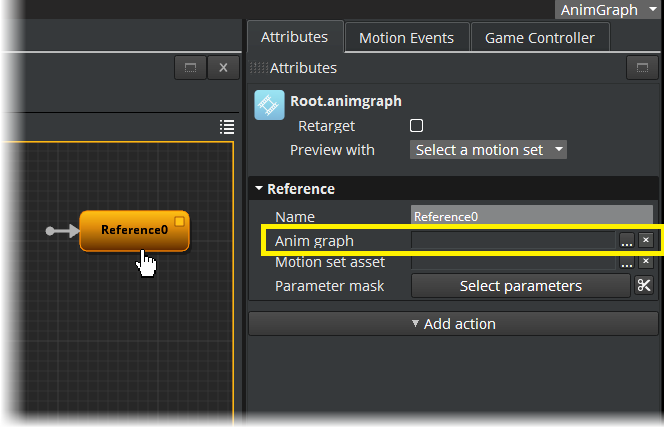 AnimGraph
Attributes Motion Events Game Controller
Attributes
Root.animgraph
Retarget
Preview with Select a motion set
Reference
Reference0
Name Reference0
Anim graph ...
Motion set asset ...
Parameter mask Select parameters
Add action